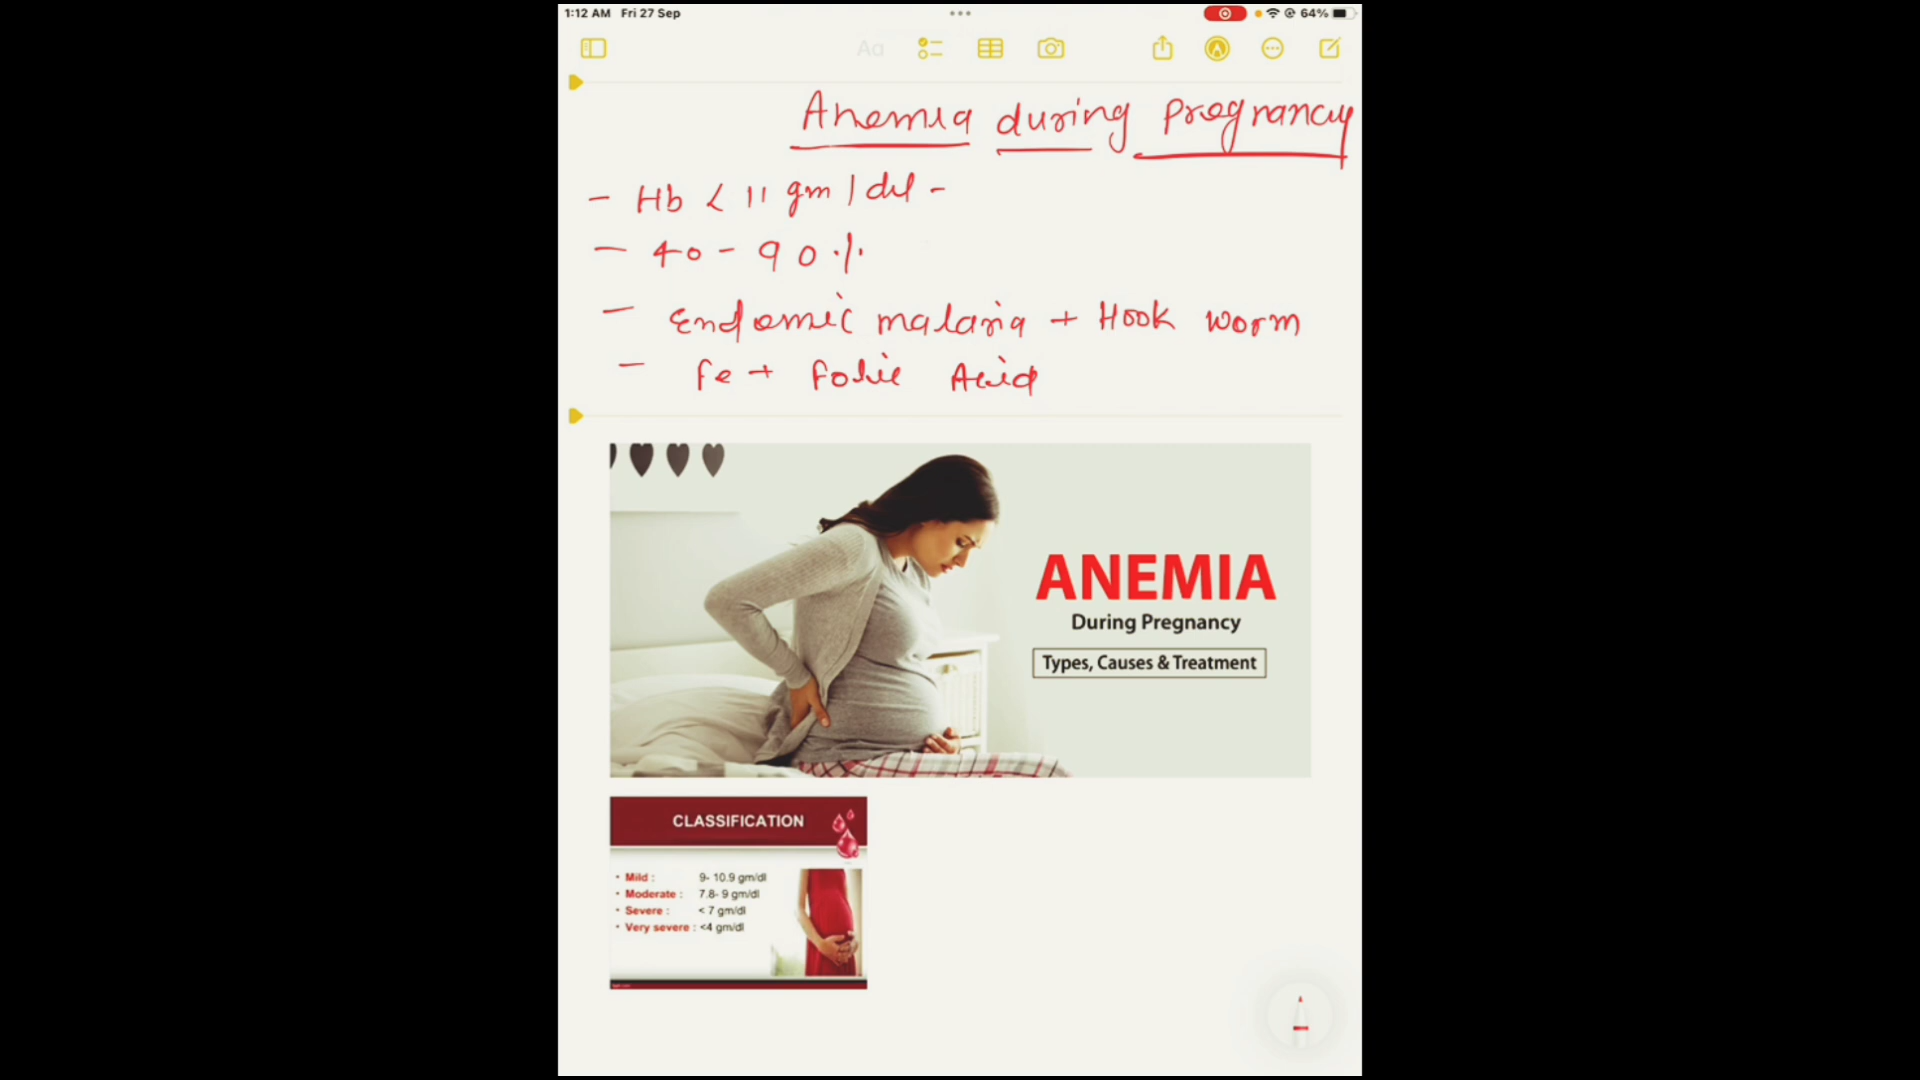 1:12 AM Fri 27 Sep
64%
Aa
Anemia during pregnancy
- Hb < 11 gm / dl -
- 40 - 90 %
- Endemic malaria + Hook worm
- Fe + Folic Acid
ANEMIA
During Pregnancy
Types, Causes & Treatment
CLASSIFICATION
• Mild : 9- 10.9 gm/dl
• Moderate : 7.8- 9 gm/dl
• Severe : < 7 gm/dl
• Very severe : <4 gm/dl